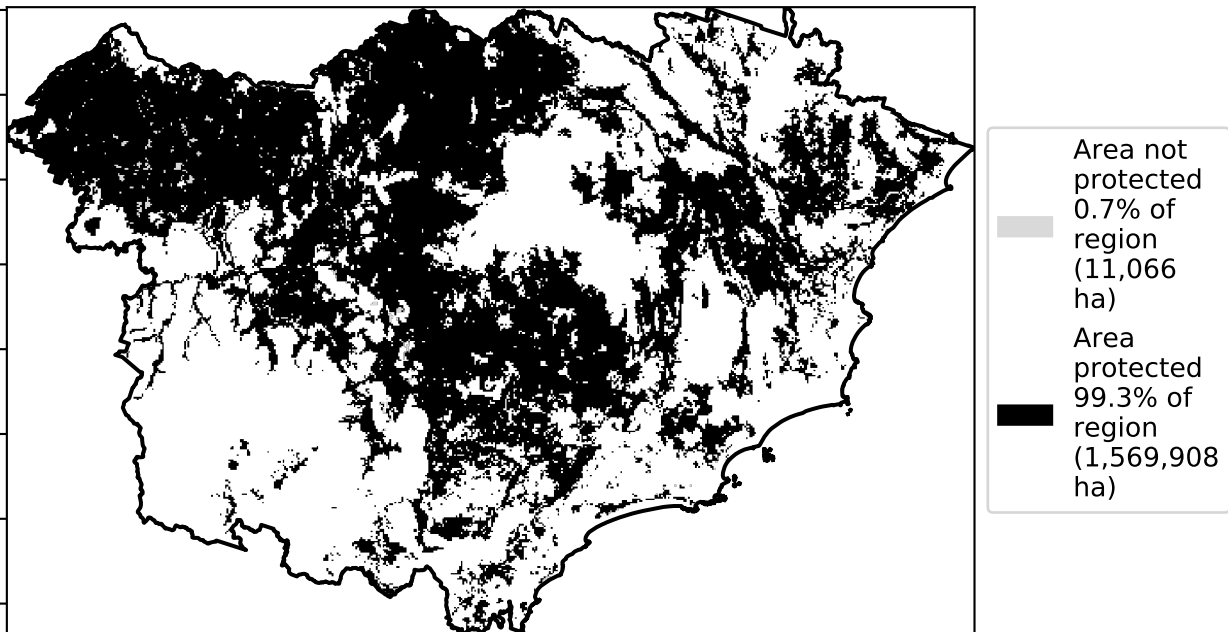 Area not
protected
0.7% of
region
(11,066
ha)
Area
protected
99.3% of
region
(1,569,908
ha)